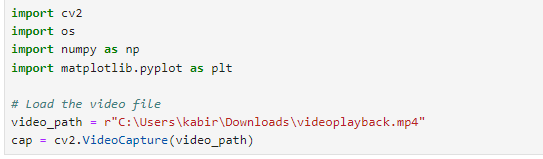 import cv2
import os
import numpy as np
import matplotlib.pyplot as plt
# Load the video file
video_path = r"C:\Users\kabir\Downloads\videoplayback.mp4"
cap = cv2.VideoCapture(video_path)